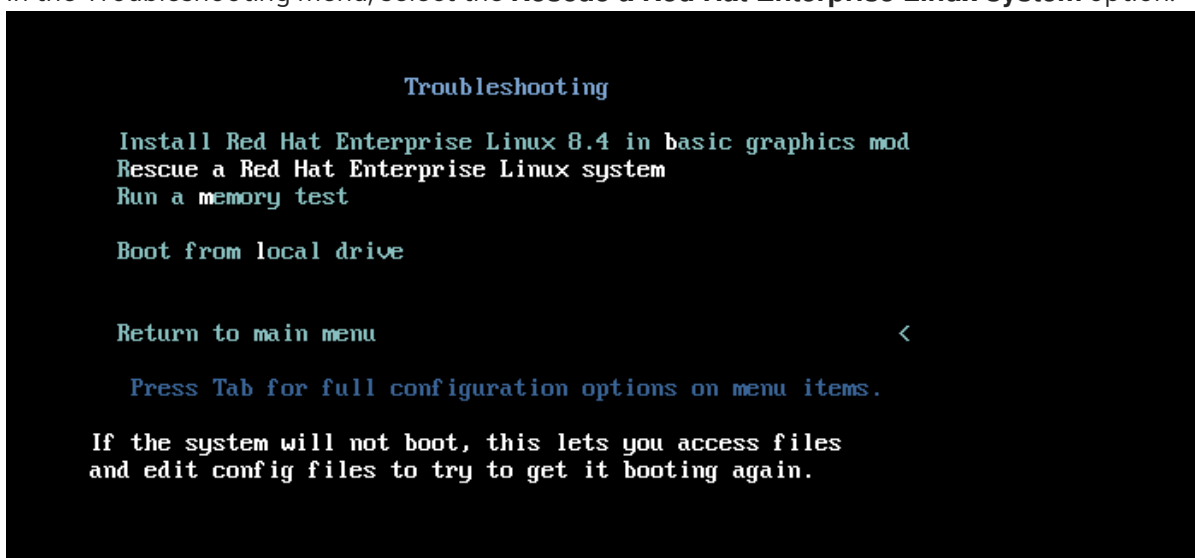 In the Troubleshooting menu, select the Rescue a Red Hat Enterprise Linux system option.
Troubleshooting
Install Red Hat Enterprise Linux 8.4 in basic graphics mod
Rescue a Red Hat Enterprise Linux system
Run a memory test
Boot from local drive
Return to main menu <
Press Tab for full configuration options on menu items.
If the system will not boot, this lets you access files
and edit config files to try to get it booting again.